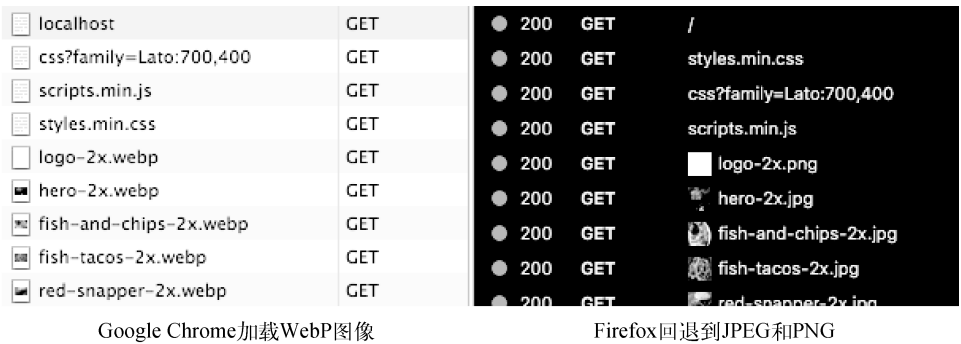 localhost GET
css?family=Lato:700,400 GET
scripts.min.js GET
styles.min.css GET
logo-2x.webp GET
hero-2x.webp GET
fish-and-chips-2x.webp GET
fish-tacos-2x.webp GET
red-snapper-2x.webp GET
200 GET /
200 GET styles.min.css
200 GET css?family=Lato:700,400
200 GET scripts.min.js
200 GET logo-2x.png
200 GET hero-2x.jpg
200 GET fish-and-chips-2x.jpg
200 GET fish-tacos-2x.jpg
200 GET red-snapper-2x.jpg
Google Chrome加载WebP图像
Firefox回退到JPEG和PNG